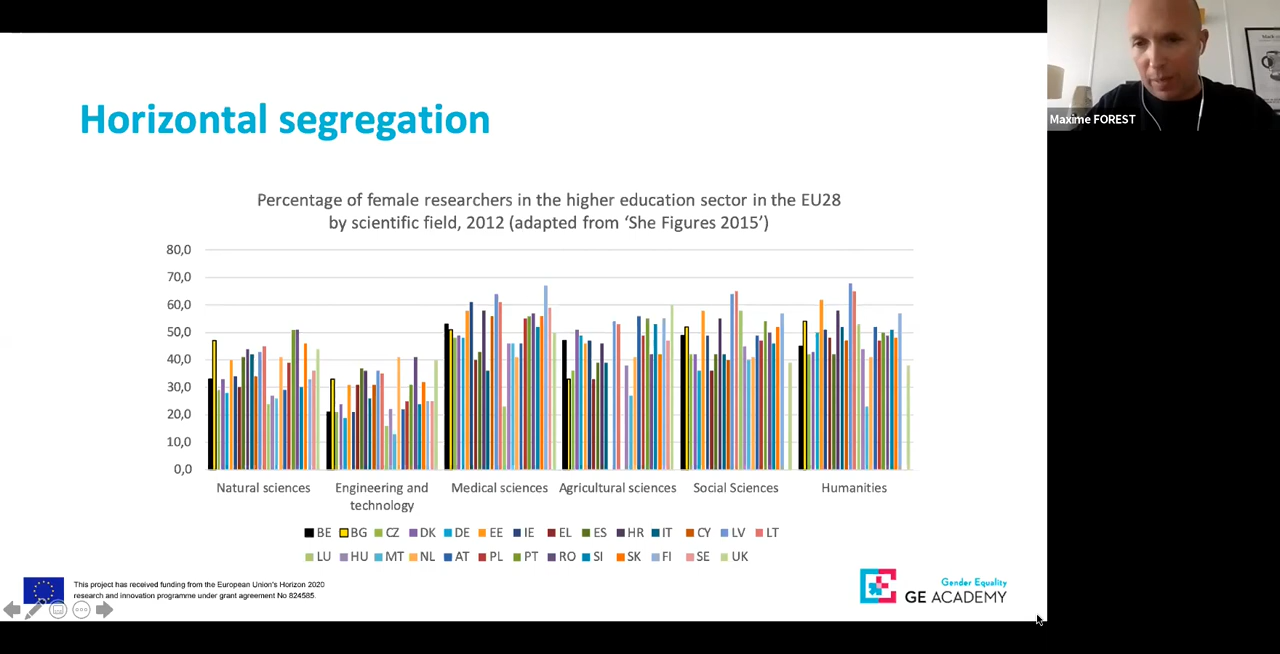 Horizontal segregation
Maxime FOREST
Percentage of female researchers in the higher education sector in the EU28
by scientific field, 2012 (adapted from ‘She Figures 2015’)
80,0
70,0
60,0
50,0
40,0
30,0
20,0
10,0
0,0
Natural sciences
Engineering and
technology
Medical sciences
Agricultural sciences
Social Sciences
Humanities
BE BG CZ DK DE EE IE EL ES HR IT CY LV LT
LU HU MT NL AT PL PT RO SI SK FI SE UK
This project has received funding from the European Union's Horizon 2020
research and innovation programme under grant agreement No 824585.
Gender Equality
GE ACADEMY